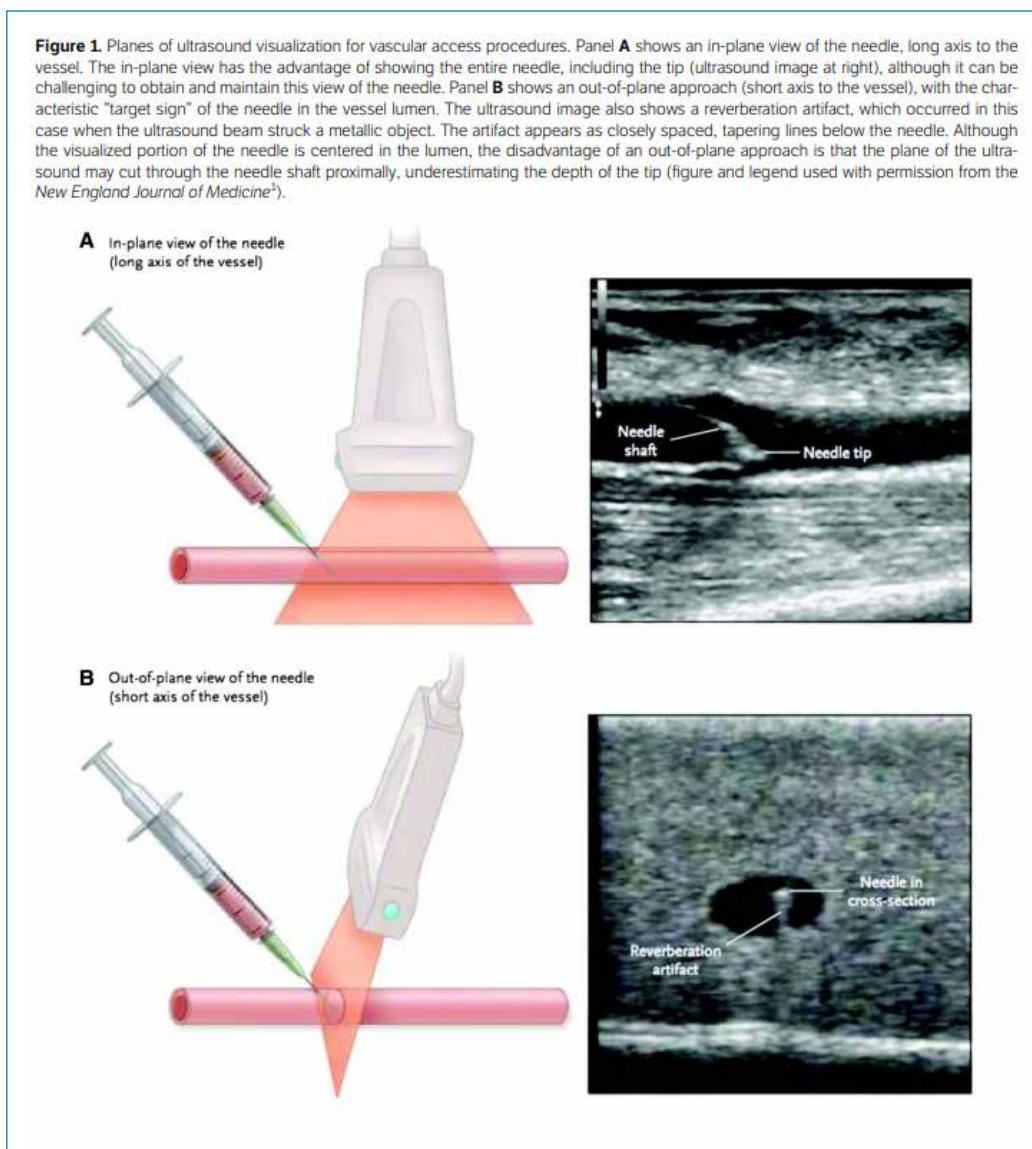 Figure 1. Planes of ultrasound visualization for vascular access procedures. Panel A shows an in-plane view of the needle, long axis to the
vessel. The in-plane view has the advantage of showing the entire needle, including the tip (ultrasound image at right), although it can be
challenging to obtain and maintain this view of the needle. Panel B shows an out-of-plane approach (short axis to the vessel), with the char-
acteristic "target sign" of the needle in the vessel lumen. The ultrasound image also shows a reverberation artifact, which occurred in this
case when the ultrasound beam struck a metallic object. The artifact appears as closely spaced, tapering lines below the needle. Although
the visualized portion of the needle is centered in the lumen, the disadvantage of an out-of-plane approach is that the plane of the ultra-
sound may cut through the needle shaft proximally, underestimating the depth of the tip (figure and legend used with permission from the
New England Journal of Medicine³).
A In-plane view of the needle
(long axis of the vessel)
Needle
shaft
Needle tip
B Out-of-plane view of the needle
(short axis of the vessel)
Needle in
cross-section
Reverberation
artifact